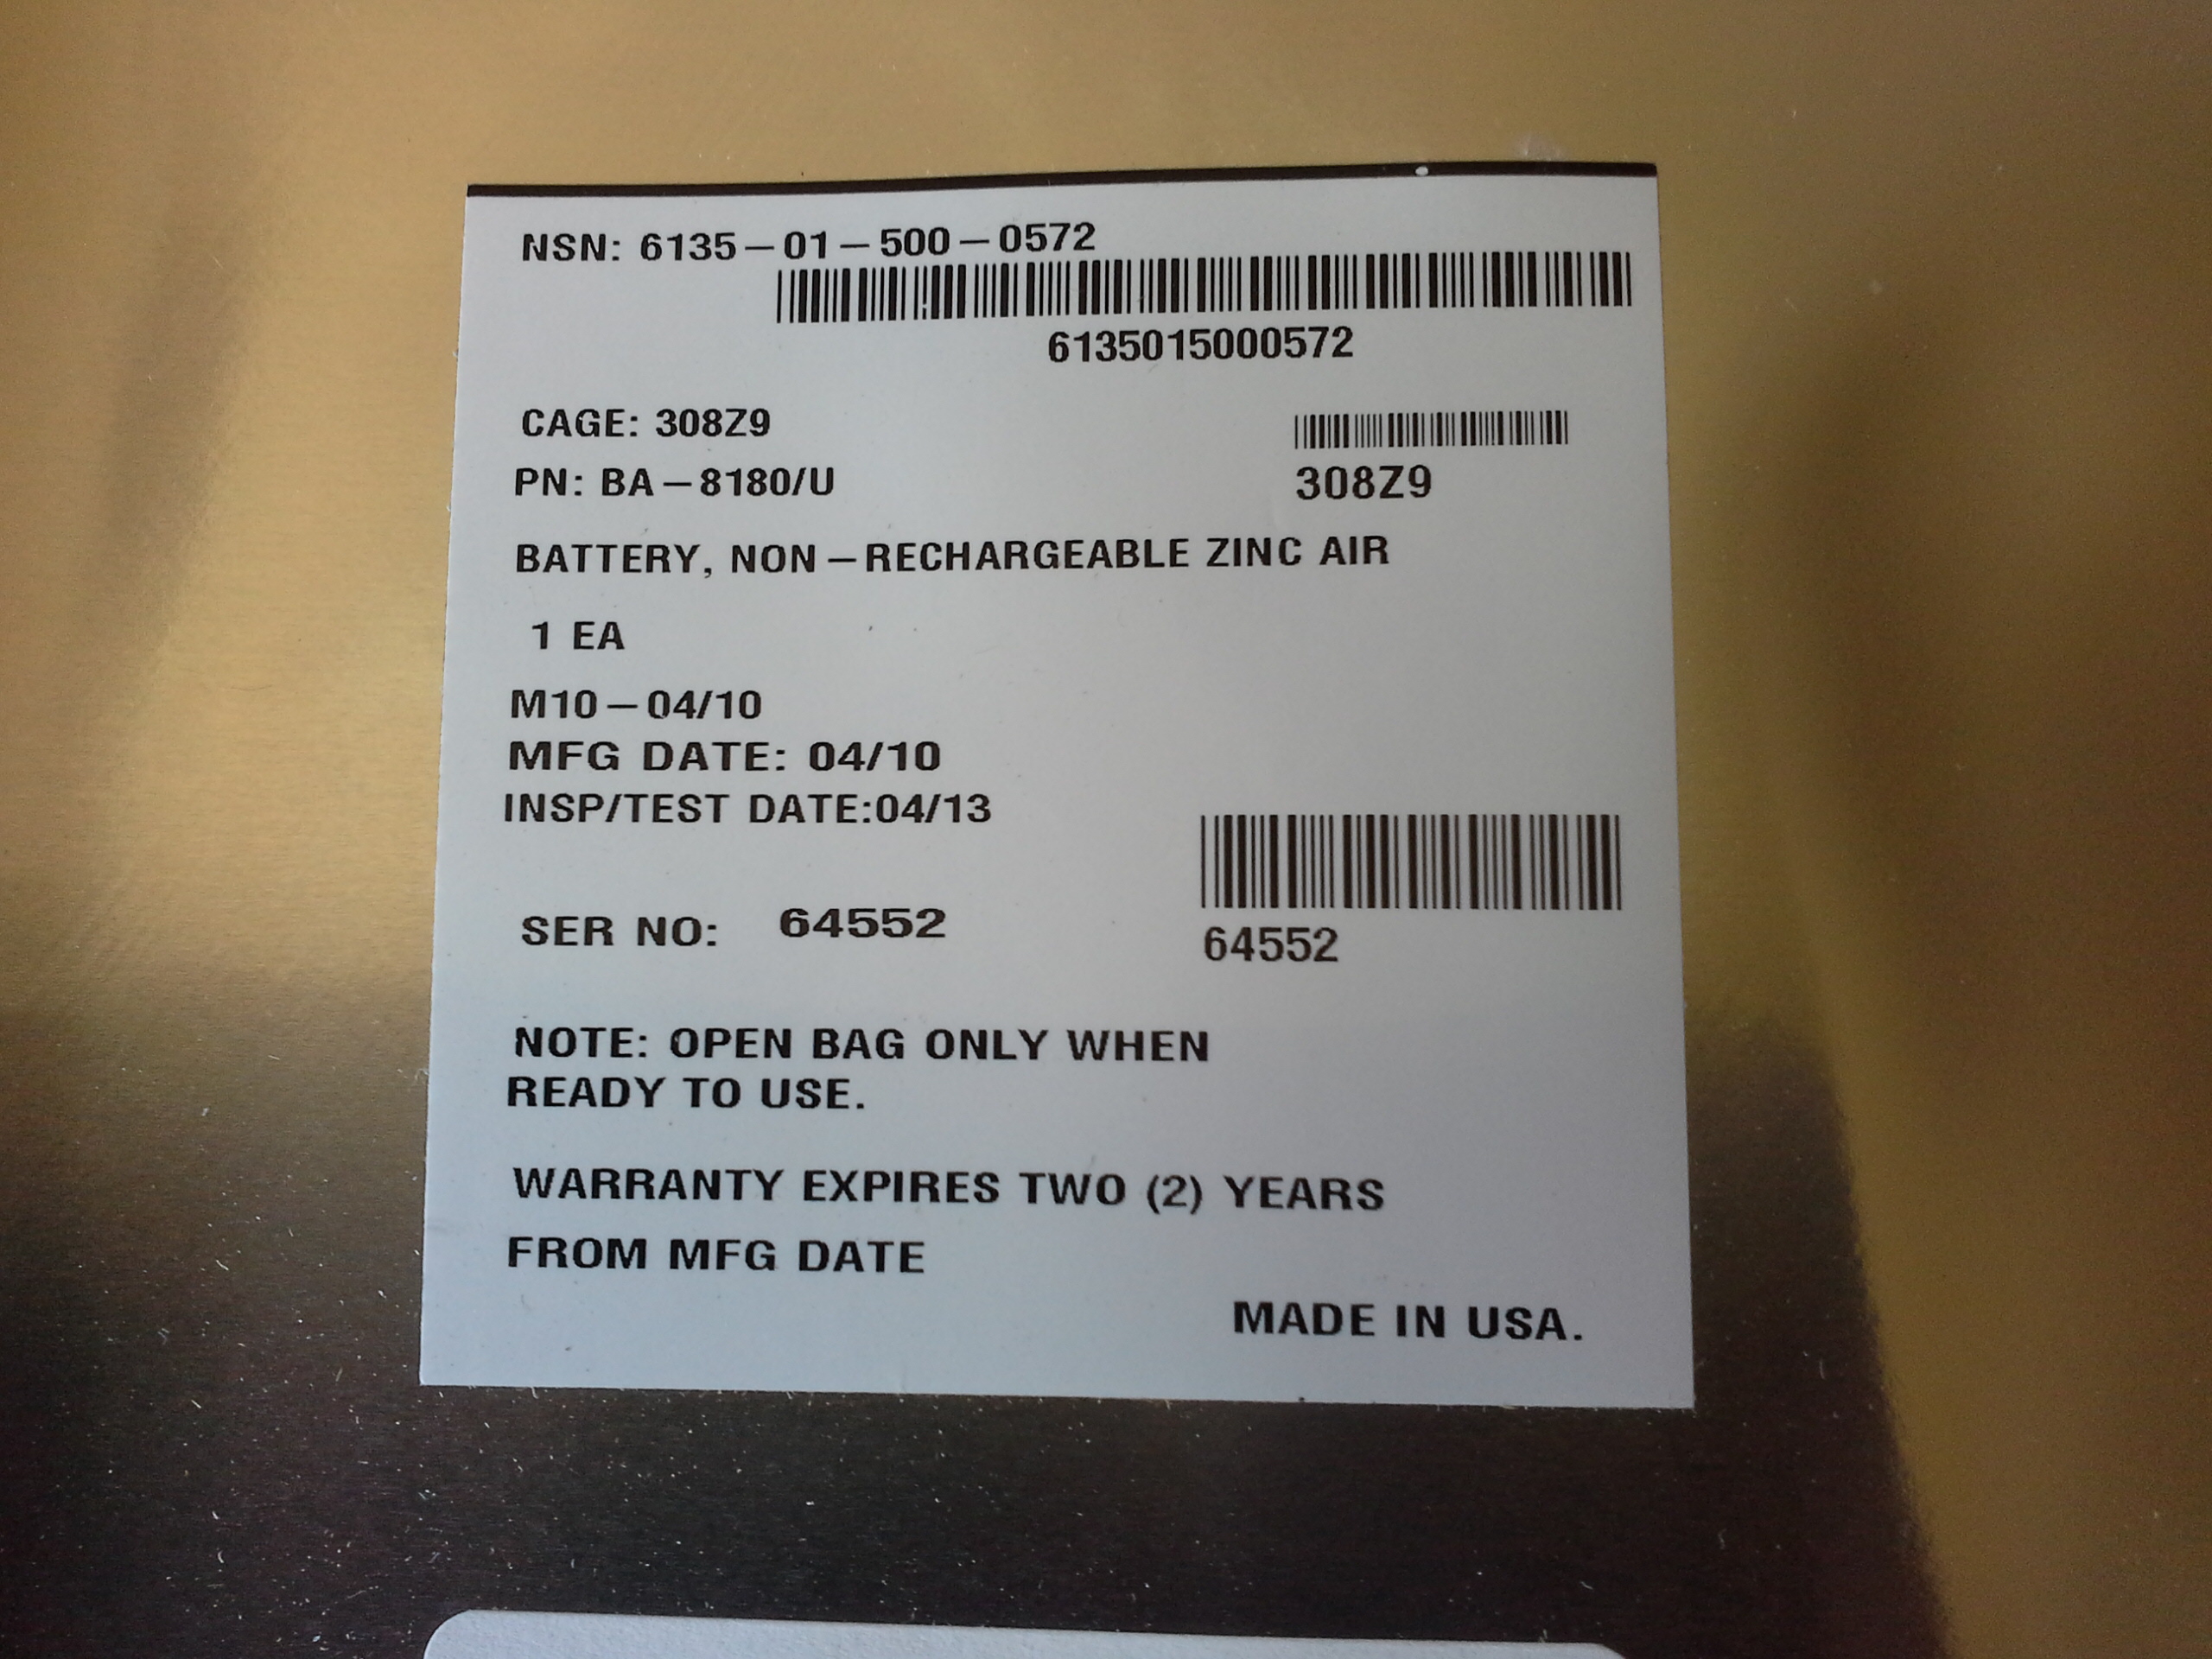 NSN: 6135-01-500-0572
6135015000572
CAGE: 308Z9
308Z9
PN: BA-8180/U
BATTERY, NON-RECHARGEABLE ZINC AIR
1 EA
M10-04/10
MFG DATE: 04/10
INSP/TEST DATE:04/13
SER NO: 64552
64552
NOTE: OPEN BAG ONLY WHEN
READY TO USE.
WARRANTY EXPIRES TWO (2) YEARS
FROM MFG DATE
MADE IN USA.